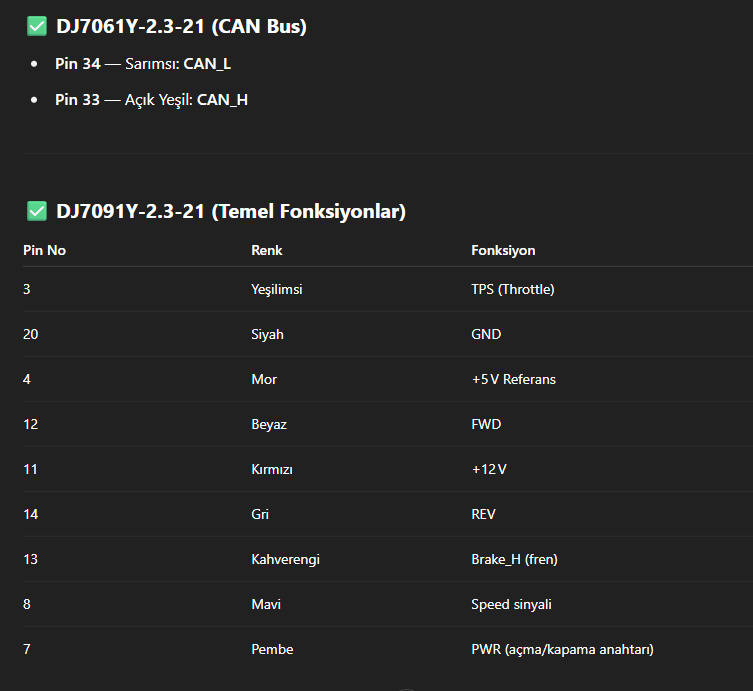 ✅ DJ7061Y-2.3-21 (CAN Bus)
• Pin 34 — Sarımsı: CAN_L
• Pin 33 — Açık Yeşil: CAN_H
✅ DJ7091Y-2.3-21 (Temel Fonksiyonlar)
Pin No Renk Fonksiyon
3 Yeşilimsi TPS (Throttle)
20 Siyah GND
4 Mor +5 V Referans
12 Beyaz FWD
11 Kırmızı +12 V
14 Gri REV
13 Kahverengi Brake_H (fren)
8 Mavi Speed sinyali
7 Pembe PWR (açma/kapama anahtarı)